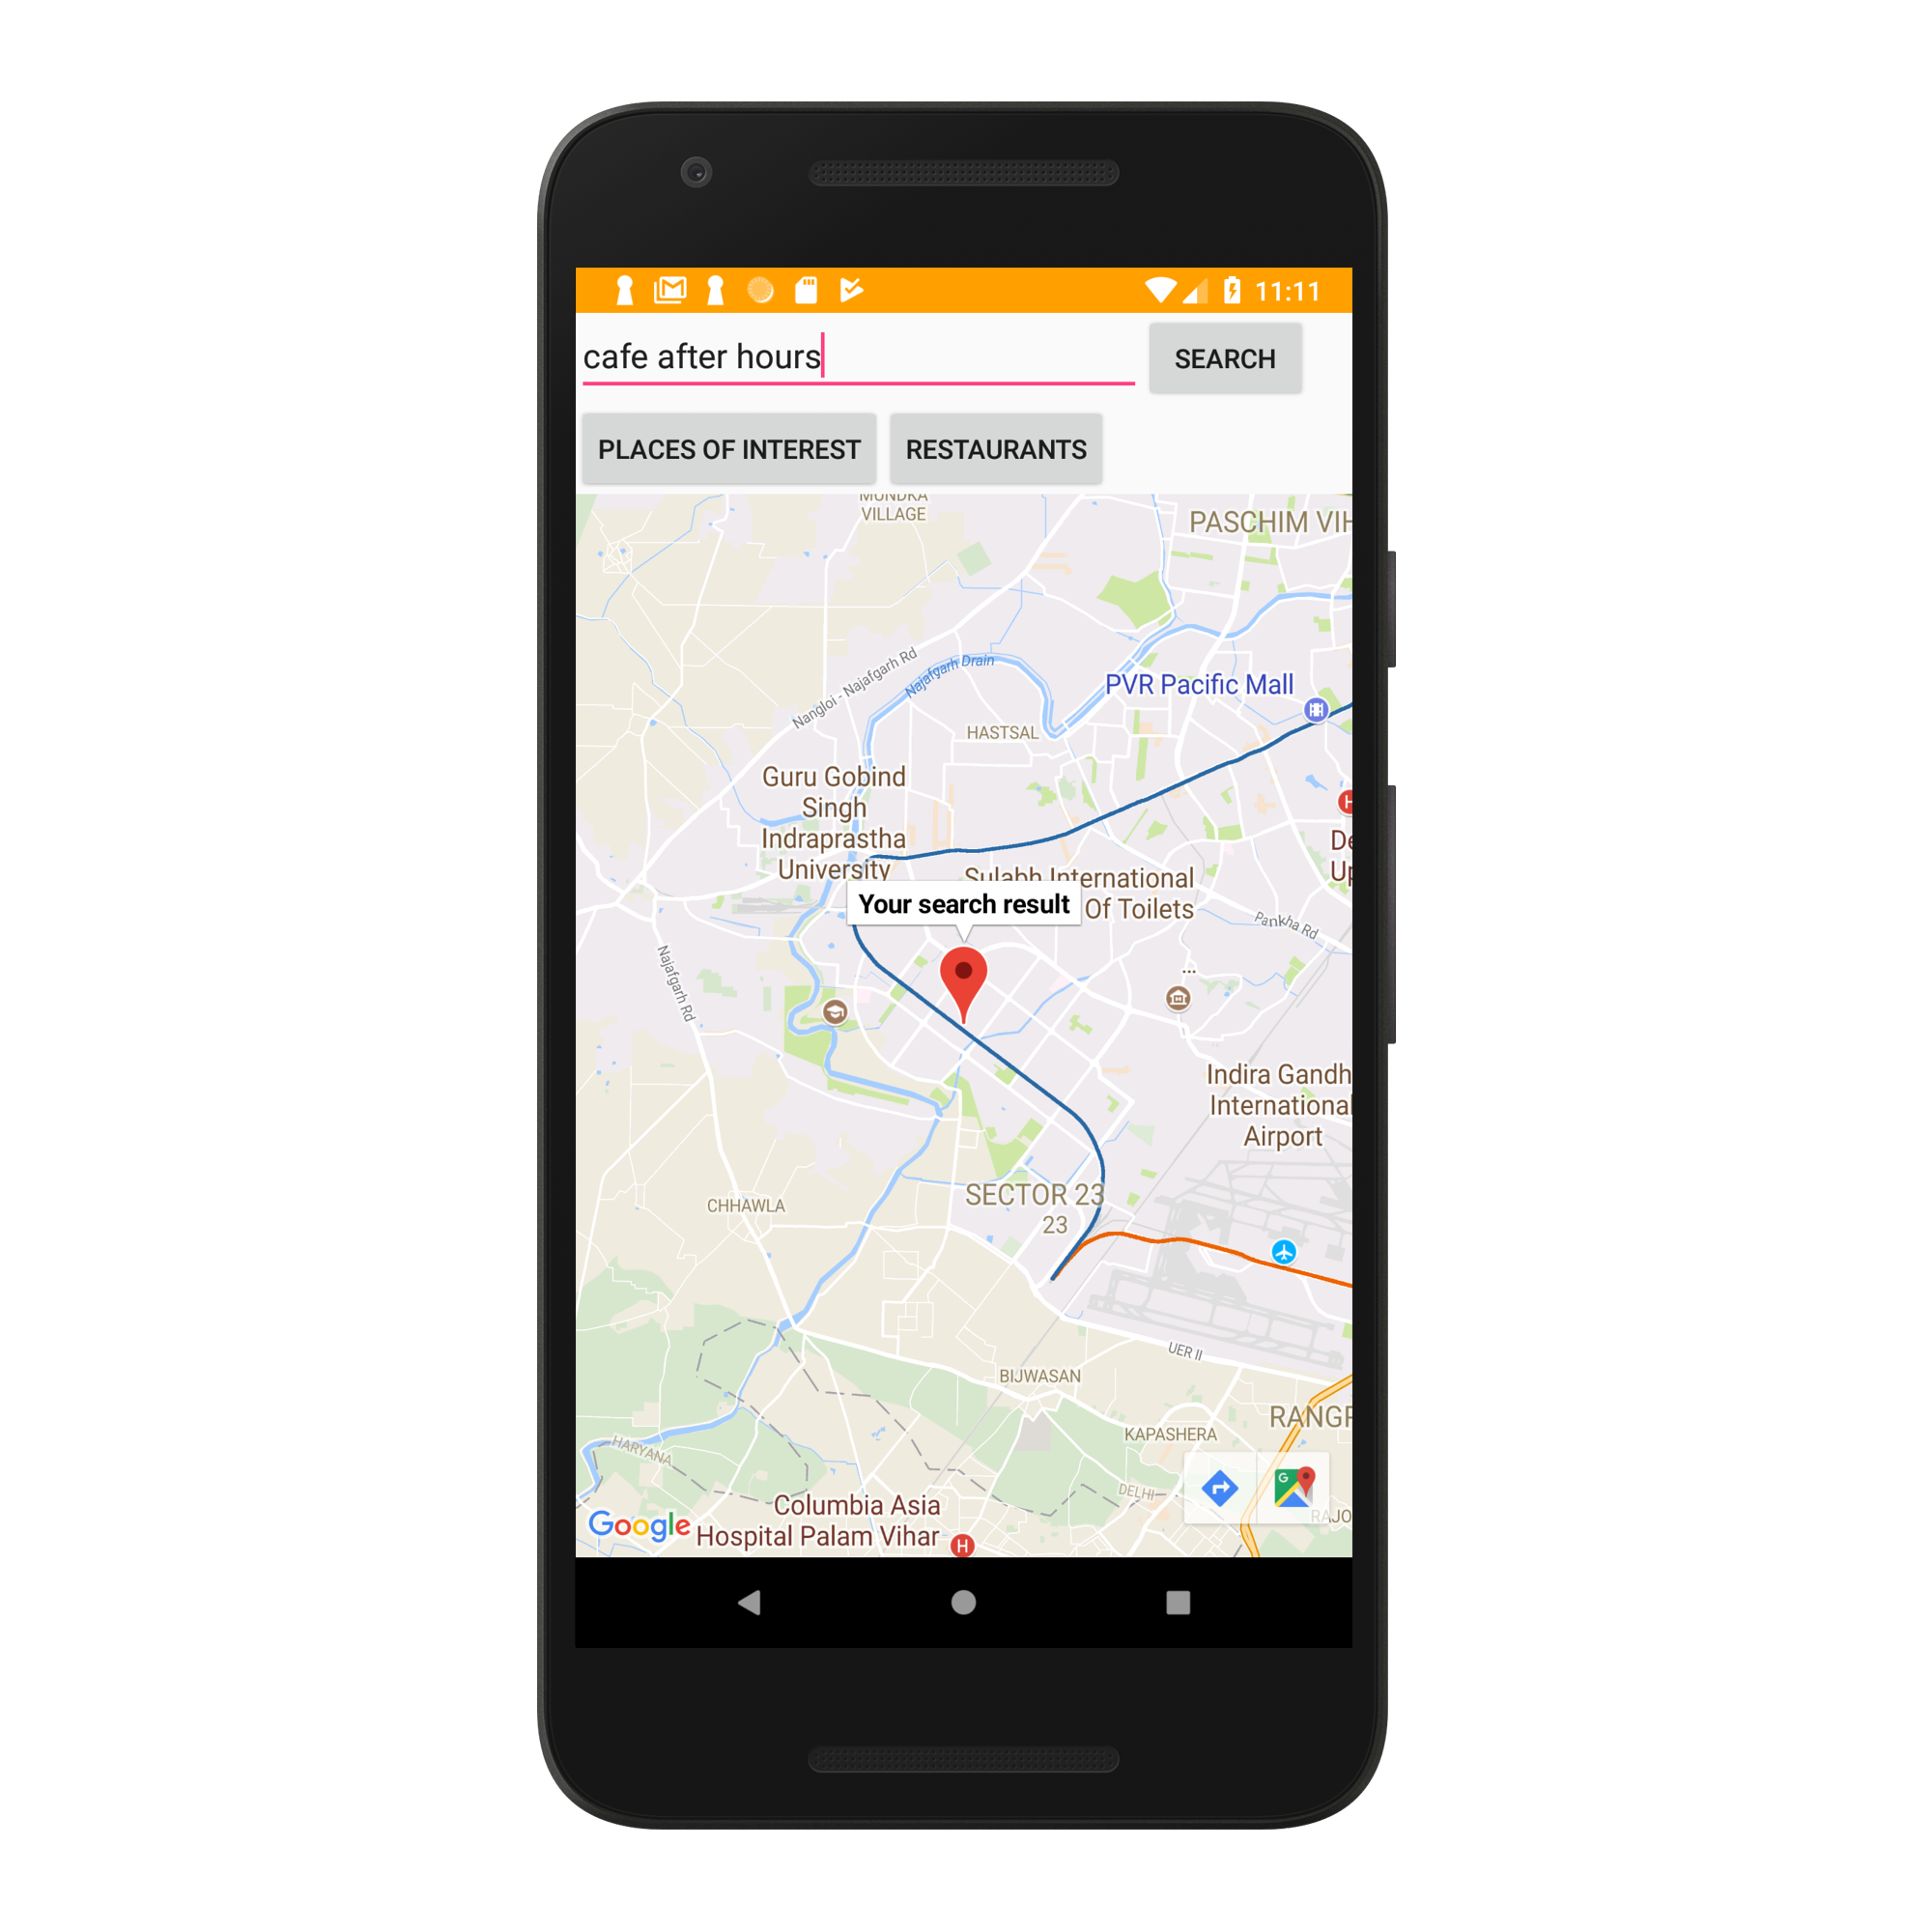 11:11
cafe after hours
SEARCH
PLACES OF INTEREST
RESTAURANTS
MUNDKA
VILLAGE
PASCHIM VIH
Nangloi - Najafgarh Rd
Najafgarh Drain
PVR Pacific Mall
HASTSAL
Guru Gobind
Singh
Indraprastha
University
De
Up
Sulabh International
Of Toilets
Your search result
Pankha Rd
Najafgarh Rd
...
Indira Gandh
International
Airport
SECTOR 23
23
CHHAWLA
UER II
BIJWASAN
RANGP
KAPASHERA
HARYANA
DELHI
RAJO
Columbia Asia
Hospital Palam Vihar
H
H
G
Google